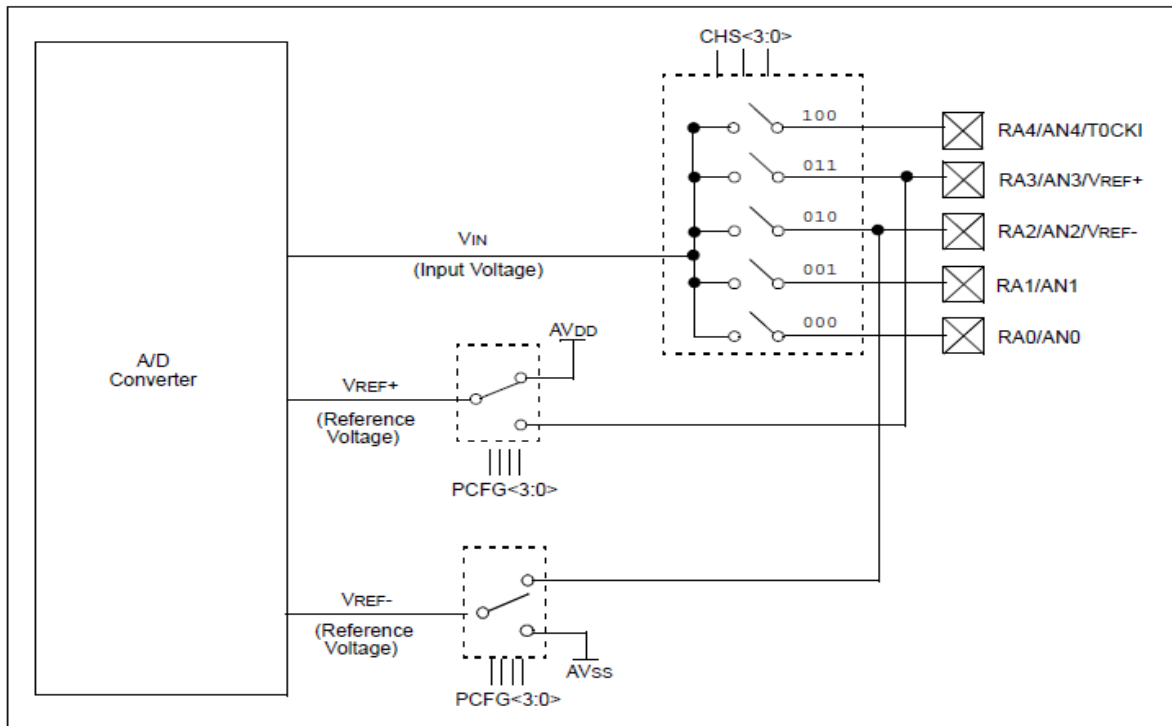 CHS<3:0>
100
RA4/AN4/T0CKI
011
RA3/AN3/VREF+
010
RA2/AN2/VREF-
VIN
(Input Voltage)
001
RA1/AN1
000
RA0/AN0
AVDD
A/D
Converter
VREF+
(Reference
Voltage)
PCFG<3:0>
VREF-
(Reference
Voltage)
AVSS
PCFG<3:0>